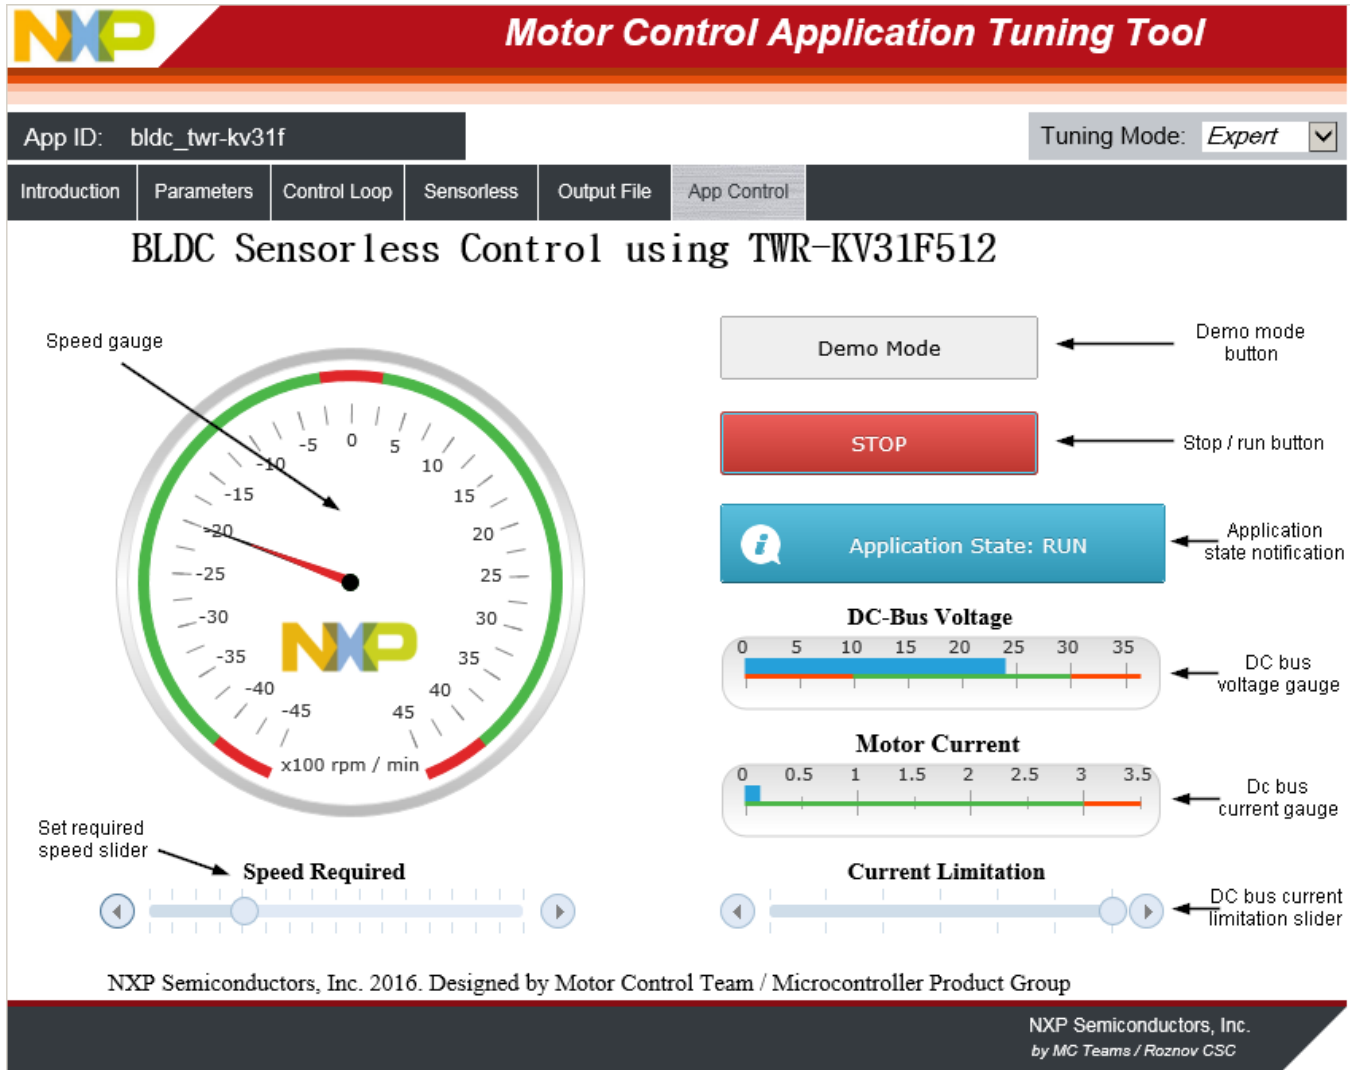 NXP
Motor Control Application Tuning Tool
App ID: bldc_twr-kv31f
Tuning Mode: Expert
Introduction Parameters Control Loop Sensorless Output File App Control
BLDC Sensorless Control using TWR-KV31F512
Speed gauge
-45
-40
-35
-30
-25
-20
-15
-10
-5
0
5
10
15
20
25
30
35
40
45
x100 rpm / min
NXP
Demo Mode
Demo mode
button
STOP
Stop / run button
Application State: RUN
Application
state notification
DC-Bus Voltage
0 5 10 15 20 25 30 35
DC bus
voltage gauge
Motor Current
0 0.5 1 1.5 2 2.5 3 3.5
Dc bus
current gauge
Set required
speed slider
Speed Required
Current Limitation
DC bus current
limitation slider
NXP Semiconductors, Inc. 2016. Designed by Motor Control Team / Microcontroller Product Group
NXP Semiconductors, Inc.
by MC Teams / Roznov CSC